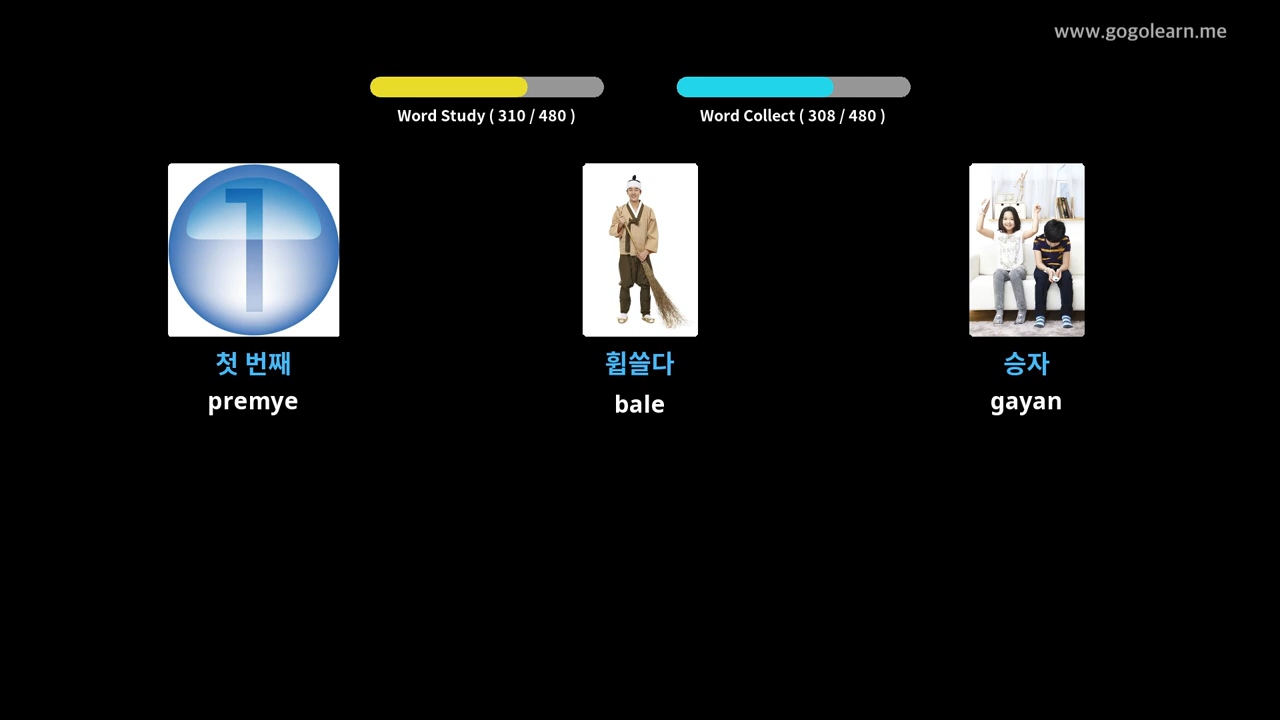 www.gogolearn.me
Word Study ( 310 / 480 )
Word Collect ( 308 / 480 )
1
첫 번째
휩쓸다
승자
premye
bale
gayan